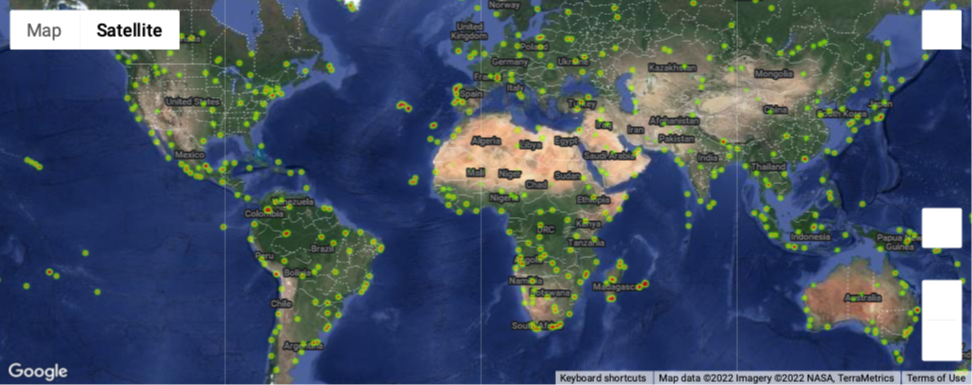 Norway
Map
Satellite
United
Kingdom
Poland
Germany
Ukraine
Kazakhstan
Mongolia
Spain
Italy
Turkey
United States
China
Afghanistan
Iraq
Iran
Pakistan
Algeria
Libya
Egypt
Saudi Arabia
India
Mexico
Mali
Niger
Chad
Sudan
Thailand
Nigeria
Ethiopia
Venezuela
Colombia
DRC
Kenya
Indonesia
Papua
Guinea
Tanzania
Peru
Brazil
Bolivia
Angola
Namibia
Botswana
Madagascar
Chile
Australia
South Africa
Argentina
Google
Keyboard shortcuts
Map data ©2022 Imagery ©2022 NASA, TerraMetrics
Terms of Use